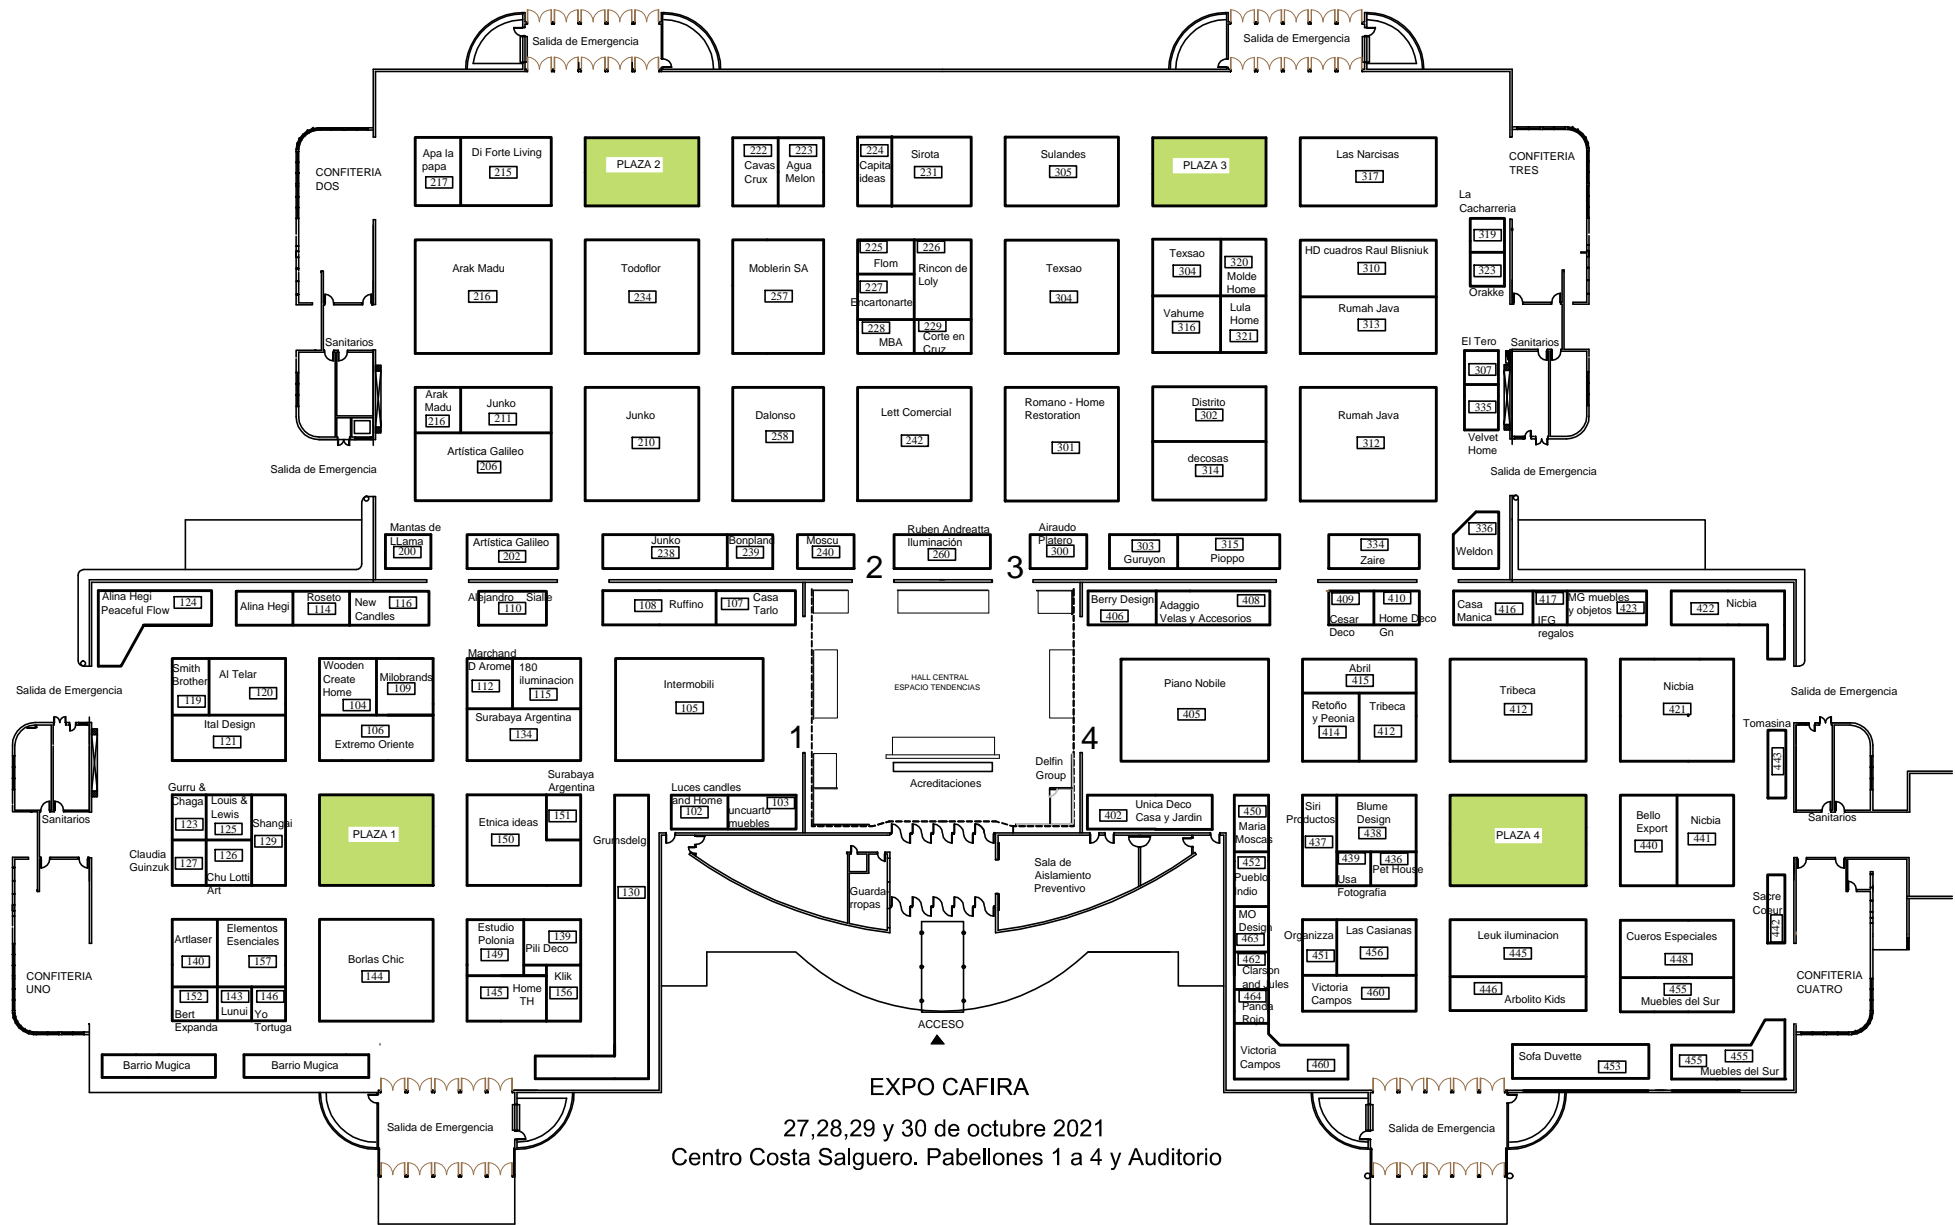 Salida de Emergencia
Salida de Emergencia
CONFITERIA
DOS
Apa la
papa
217
Di Forte Living
215
PLAZA 2
222
Cavas
Crux
223
Agua
Melon
224
Capita
ideas
Sirota
231
Sulandes
305
PLAZA 3
Las Narcisas
317
CONFITERIA
TRES
La
Cacharreria
319
323
Orakke
Arak Madu
216
Todoflor
234
Moblerin SA
257
225
Flom
226
Rincon de
Loly
227
Encartonarte
228
MBA
229
Corte en
Cruz
Texsao
304
Texsao
304
320
Molde
Home
Vahume
316
Lula
Home
321
HD cuadros Raul Blisniuk
310
Rumah Java
313
Sanitarios
El Tero
307
335
Velvet
Home
Sanitarios
Arak
Madu
216
Junko
211
Artística Galileo
206
Junko
210
Dalonso
258
Lett Comercial
242
Romano - Home
Restoration
301
Distrito
302
decosas
314
Rumah Java
312
Salida de Emergencia
Salida de Emergencia
Mantas de
LLama
200
Artística Galileo
202
Junko
238
Bonpland
239
Moscu
240
2
Ruben Andreatta
Iluminación
260
3
Airaudo
Platero
300
303
Guruyon
315
Pioppo
334
Zaire
336
Weldon
Alina Hegi
Peaceful Flow
124
Alina Hegi
Roseto
114
New
Candles
116
Alejandro Sialle
110
108
Ruffino
107
Casa
Tarlo
Berry Design
406
Adaggio
Velas y Accesorios
408
409
Cesar
Deco
410
Home Deco
Gn
Casa
Manica
416
417
IFG
regalos
MG muebles
y objetos
423
422
Nicbia
Salida de Emergencia
Smith
Brother
119
Al Telar
120
Ital Design
121
Wooden
Create
Home
104
Milobrands
109
106
Extremo Oriente
Marchand
D Arome
112
180
iluminacion
115
Surabaya Argentina
134
Intermobili
105
1
HALL CENTRAL
ESPACIO TENDENCIAS
Acreditaciones
4
Delfin
Group
Piano Nobile
405
Abril
415
Retoño
y Peonia
414
Tribeca
412
Tribeca
412
Nicbia
421
Salida de Emergencia
Tomasina
443
Sanitarios
Gurru &
Chaga
123
Louis &
Lewis
125
Shangai
129
Claudia
Guinzuk
127
126
Chu Lotti
Art
PLAZA 1
Etnica ideas
150
Surabaya
Argentina
151
Grumsdelg
130
Luces candles
and Home
102
103
uncuarto
muebles
402
Unica Deco
Casa y Jardin
450
Maria
Moscas
452
Pueblo
Indio
MO
Design
463
462
Clarson
and Jules
464
Panda
Rojo
Victoria
Campos
460
Siri
Productos
437
Blume
Design
438
439
Usa
Fotografia
436
Pet House
PLAZA 4
Bello
Export
440
Nicbia
441
Sanitarios
Sacre
Coeur
442
Guarda-
rropas
Sala de
Aislamiento
Preventivo
CONFITERIA
UNO
Artlaser
140
Elementos
Esenciales
157
152
Bert
Expanda
143
Lunui
146
Yo
Tortuga
Borlas Chic
144
Estudio
Polonia
149
139
Pili Deco
145
Home
TH
Klik
156
Organizza
451
Las Casianas
456
Victoria
Campos
460
Leuk iluminacion
445
446
Arbolito Kids
Cueros Especiales
448
455
Muebles del Sur
CONFITERIA
CUATRO
ACCESO
Barrio Mugica
Barrio Mugica
Sofa Duvette
453
455
455
Muebles del Sur
Salida de Emergencia
Salida de Emergencia
EXPO CAFIRA
27,28,29 y 30 de octubre 2021
Centro Costa Salguero. Pabellones 1 a 4 y Auditorio